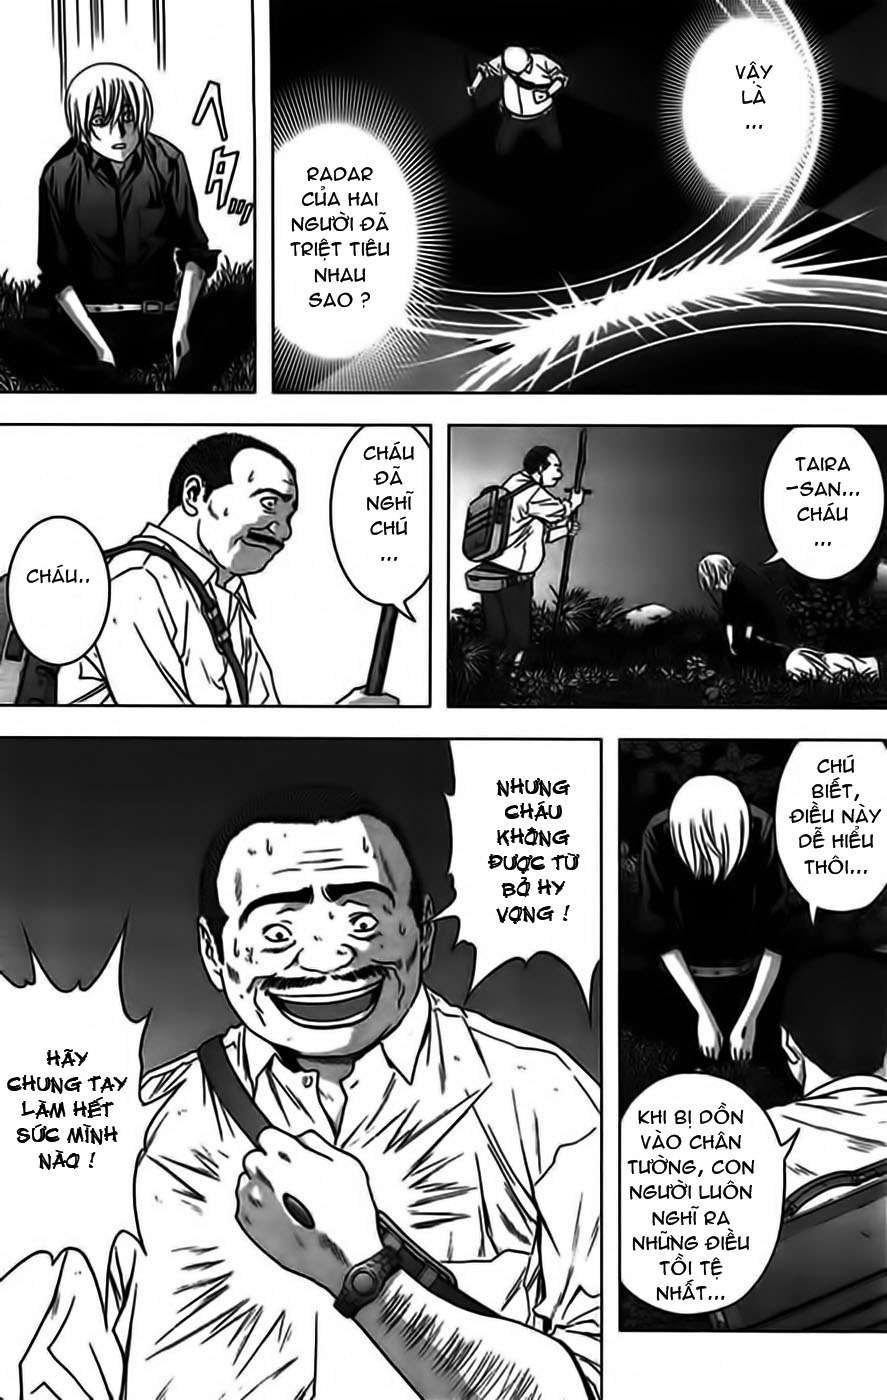 VẬY
LÀ
...
RADAR
CỦA HAI
NGƯỜI ĐÃ
TRIỆT TIÊU
NHAU
SAO ?
ヘタッ
TAIRA
-SAN...
CHÁU
...
CHÁU
ĐÃ
NGHĨ
CHÚ
...
CHÁU..
CHÚ
BIẾT,
ĐIỀU NÀY
DỄ HIỂU
THÔI...
KHI BỊ DỒN
VÀO CHÂN
TƯỜNG, CON
NGƯỜI LUÔN
NGHĨ RA
NHỮNG ĐIỀU
TỒI TỆ
NHẤT...
NHƯNG
CHÁU
KHÔNG
ĐƯỢC TỪ
BỎ HY
VỌNG !
HÃY
CHUNG TAY
LÀM HẾT
SỨC MÌNH
NÀO !